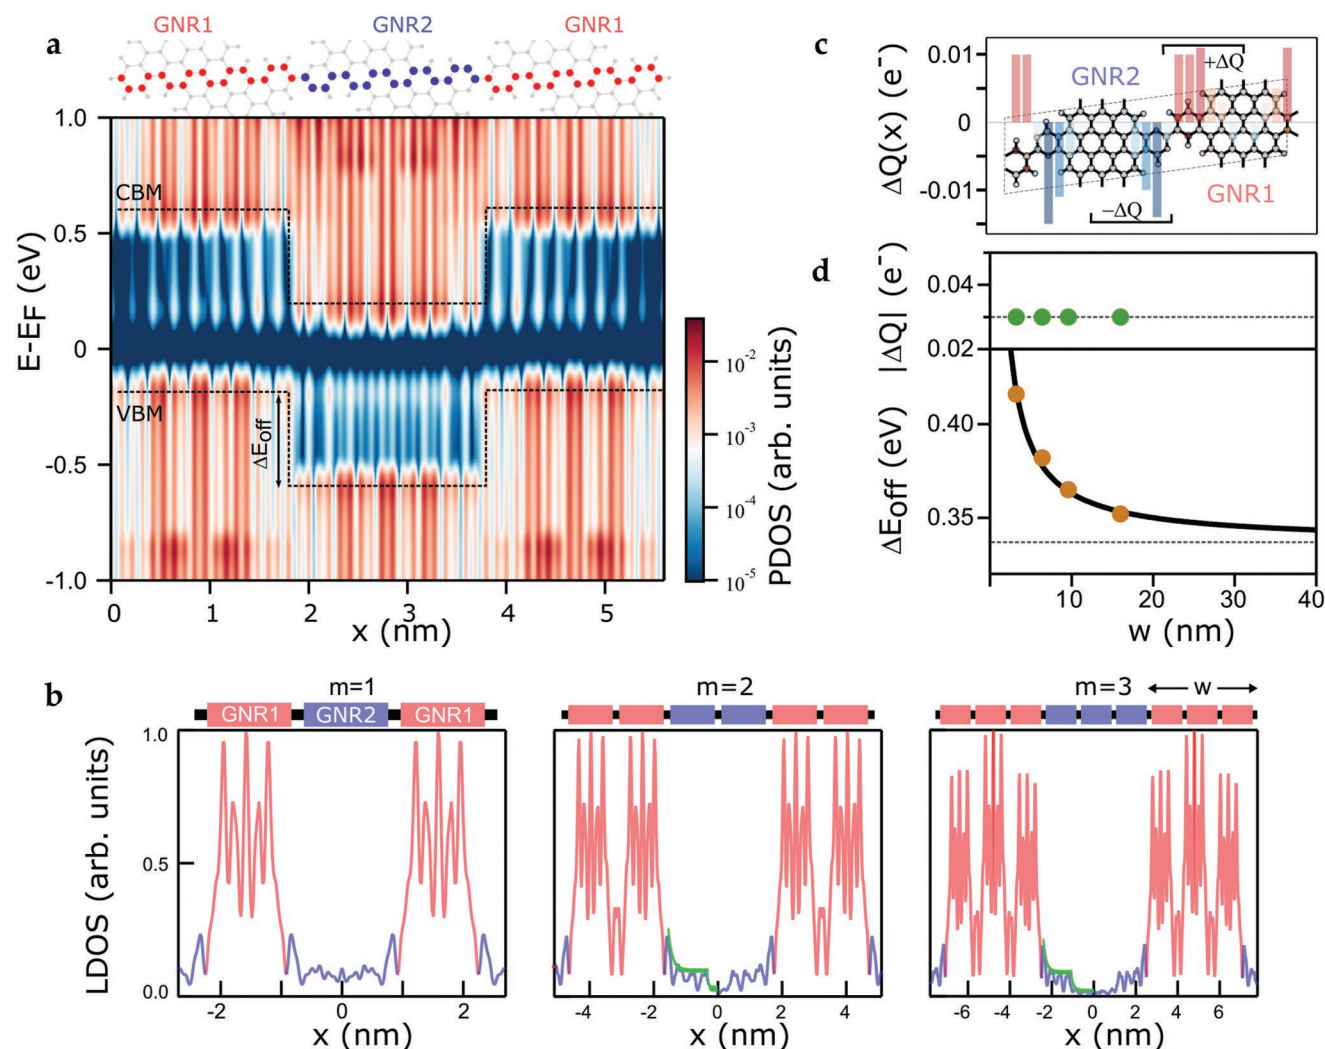 a
GNR1
GNR2
GNR1
1.0
0.5
0
-0.5
-1.0
E-E_F (eV)
CBM
VBM
ΔE_off
0
1
2
3
4
5
x (nm)
10^-2
10^-3
10^-4
10^-5
PDOS (arb. units)
c
0.01
0
-0.01
ΔQ(x) (e^-)
GNR2
+ΔQ
−ΔQ
GNR1
d
0.04
0.02
|ΔQ| (e^-)
0.40
0.35
ΔE_off (eV)
10
20
30
40
w (nm)
b
m=1
GNR1
GNR2
GNR1
1.0
0.5
0.0
LDOS (arb. units)
-2
0
2
x (nm)
m=2
-4
-2
0
2
4
x (nm)
m=3
w
-6
-4
-2
0
2
4
6
x (nm)